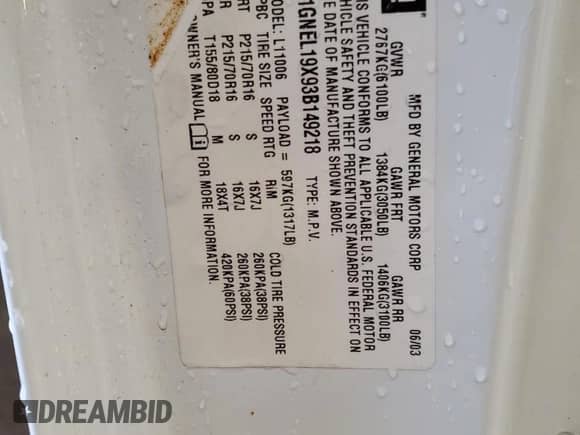 MFD BY GENERAL MOTORS CORP 06/03
GVWR GAWR FRT GAWR RR
2767KG(6100LB) 1384KG(3050LB) 1406KG(3100LB)
THIS VEHICLE CONFORMS TO ALL APPLICABLE U.S. FEDERAL MOTOR
VEHICLE SAFETY AND THEFT PREVENTION STANDARDS IN EFFECT ON
THE DATE OF MANUFACTURE SHOWN ABOVE.
1GNEL19X93B149218 TYPE: M.P.V.
MODEL: L11006 PAYLOAD = 597KG(1317LB)
PBC TIRE SIZE SPEED RTG RIM COLD TIRE PRESSURE
FRT P215/70R16 S 16X7J 260KPA(38PSI)
RRT P215/70R16 S 16X7J 260KPA(38PSI)
SPA T155/80D18 M 18X4T 420KPA(60PSI)
OWNER'S MANUAL FOR MORE INFORMATION.
DREAMBID